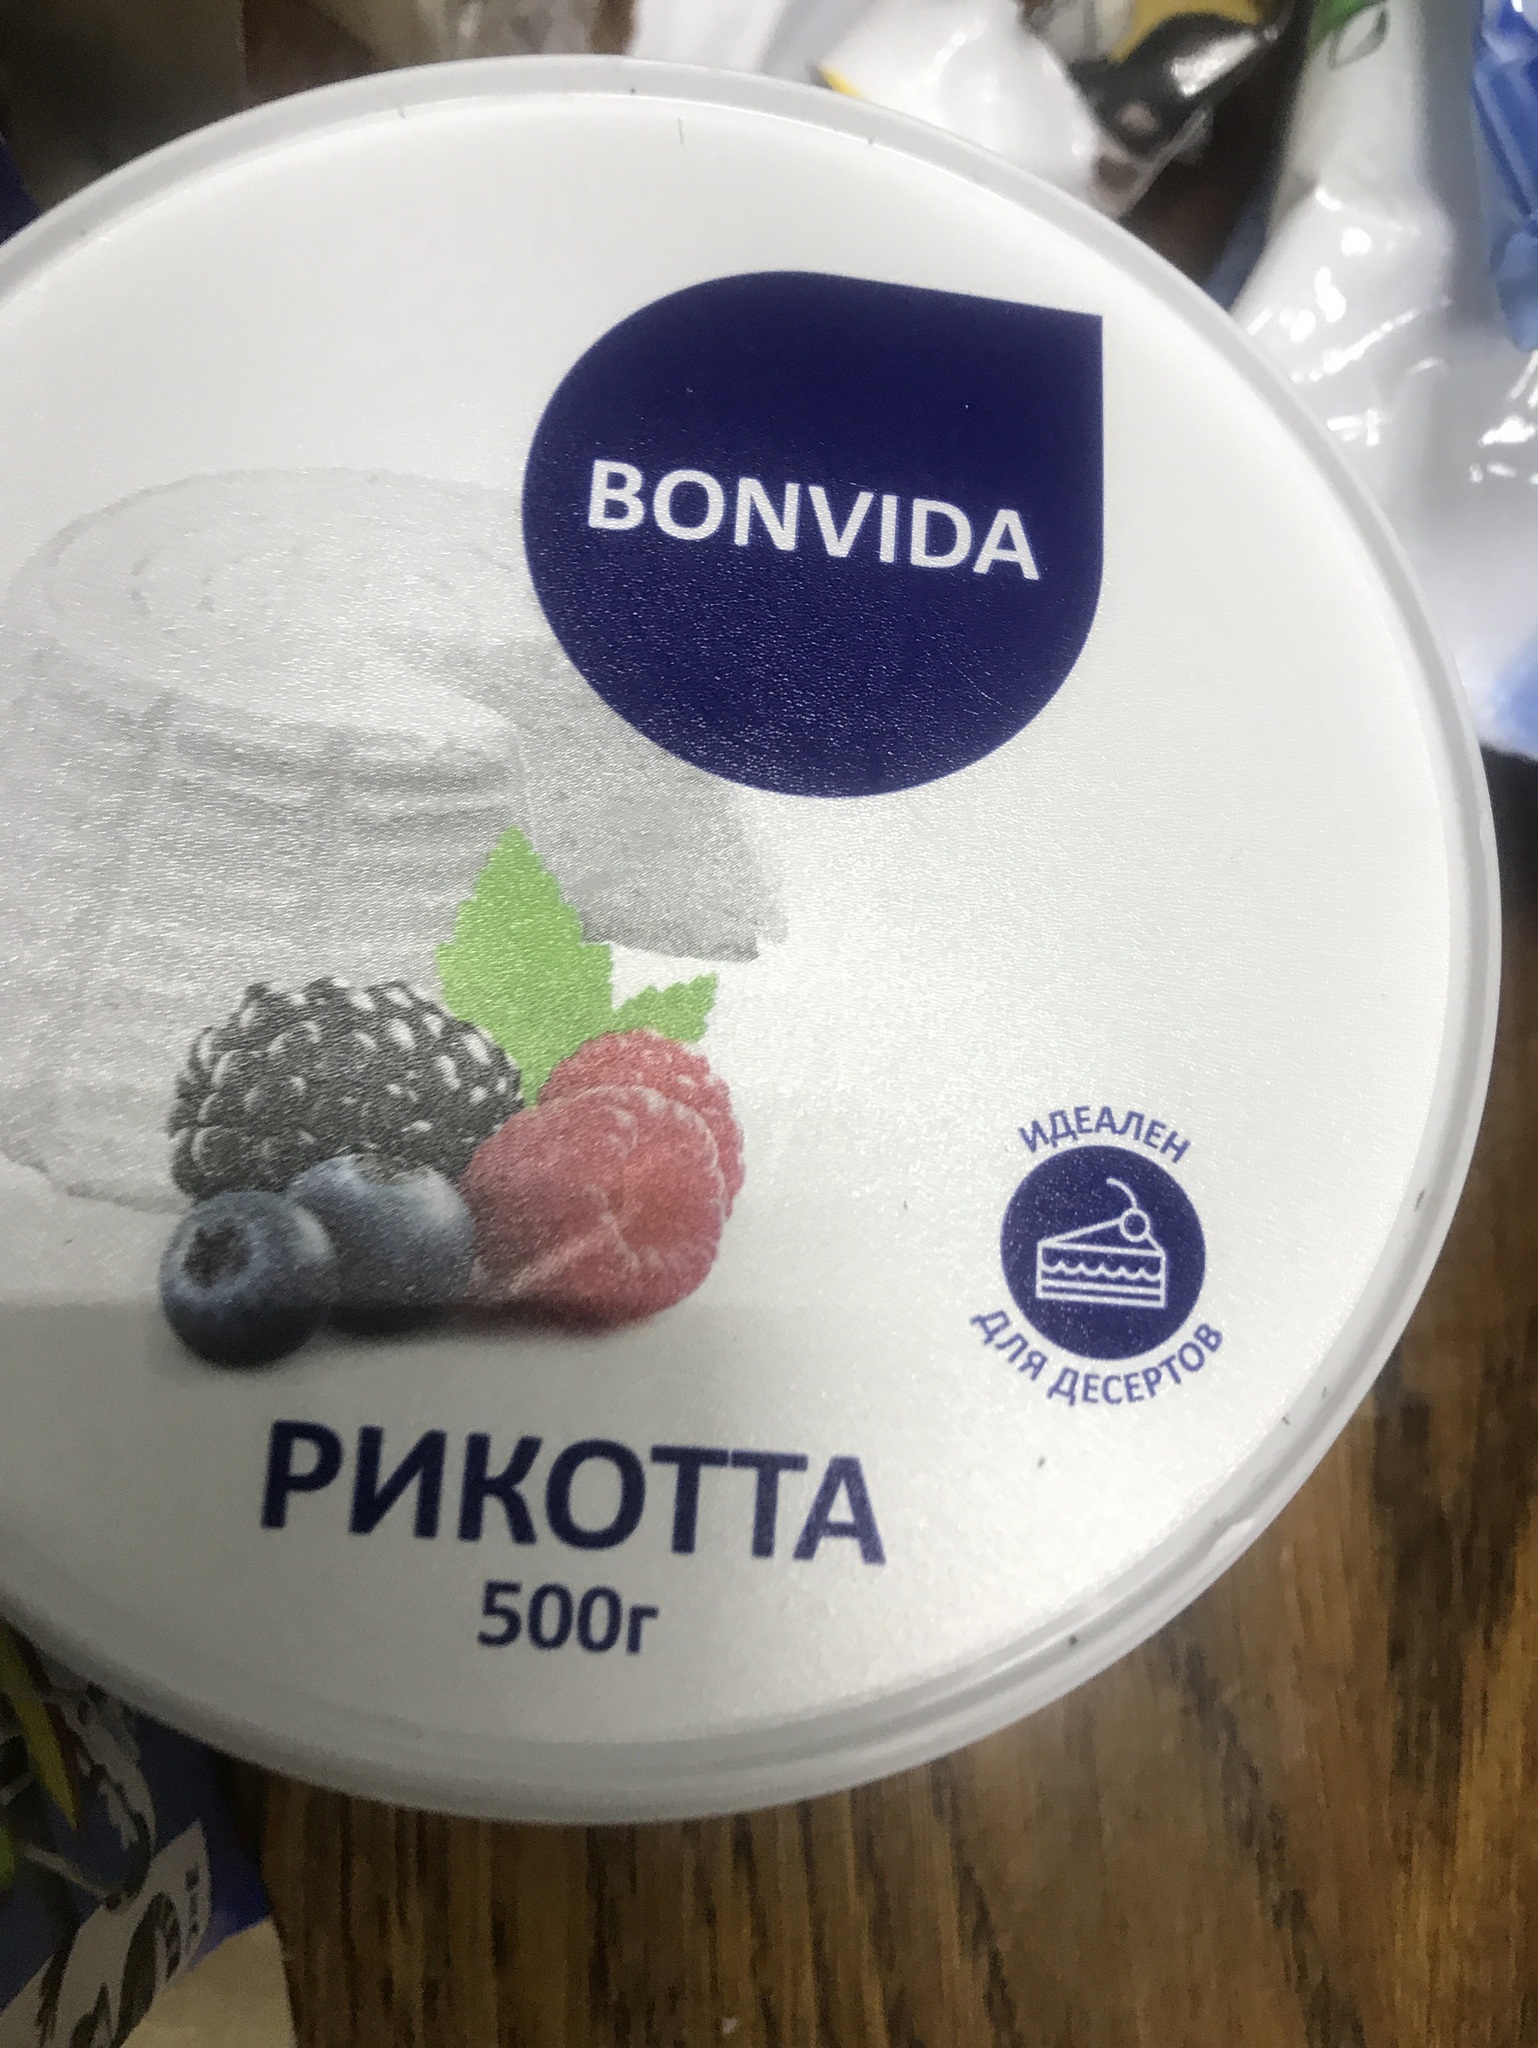 BONVIDA
ИДЕАЛЕН
ДЛЯ ДЕСЕРТОВ
РИКОТТА
500г